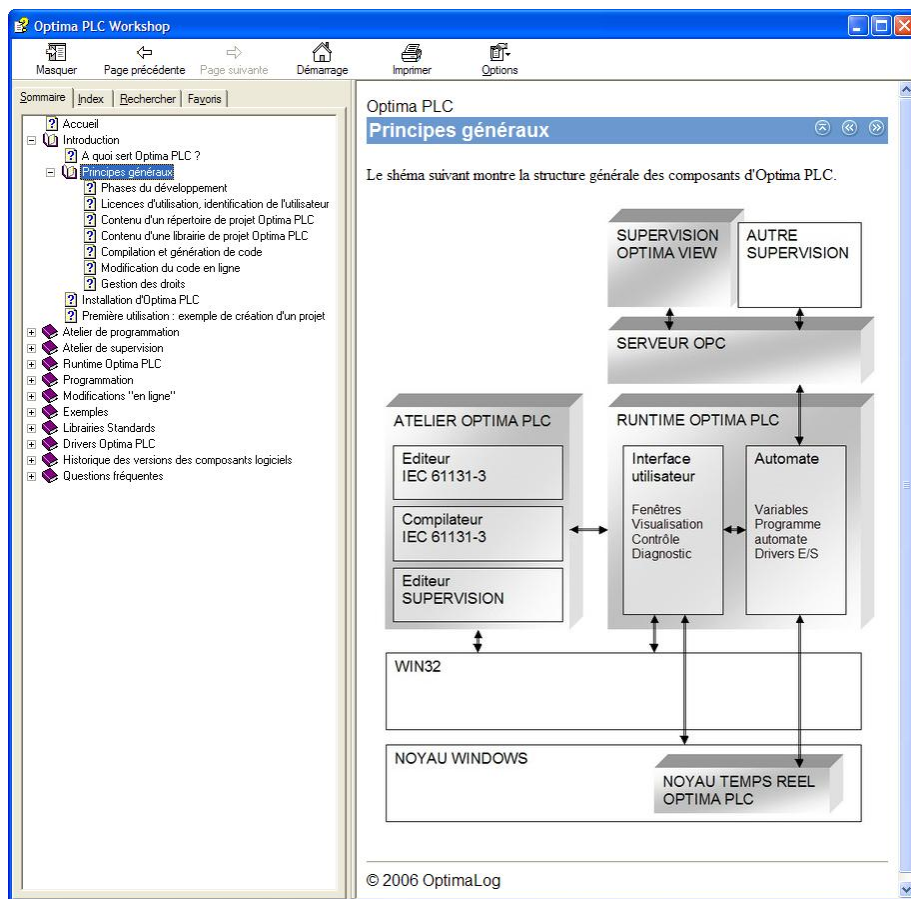 Optima PLC Workshop
Masquer
Page précédente
Page suivante
Démarrage
Imprimer
Options
Sommaire
Index
Rechercher
Favoris
Accueil
Introduction
A quoi sert Optima PLC ?
Principes généraux
Phases du développement
Licences d'utilisation, identification de l'utilisateur
Contenu d'un répertoire de projet Optima PLC
Contenu d'une librairie de projet Optima PLC
Compilation et génération de code
Modification du code en ligne
Gestion des droits
Installation d'Optima PLC
Première utilisation : exemple de création d'un projet
Atelier de programmation
Atelier de supervision
Runtime Optima PLC
Programmation
Modifications "en ligne"
Exemples
Librairies Standards
Drivers Optima PLC
Historique des versions des composants logiciels
Questions fréquentes
Optima PLC
Principes généraux
Le shéma suivant montre la structure générale des composants d'Optima PLC.
SUPERVISION
OPTIMA VIEW
AUTRE
SUPERVISION
SERVEUR OPC
ATELIER OPTIMA PLC
Editeur
IEC 61131-3
Compilateur
IEC 61131-3
Editeur
SUPERVISION
RUNTIME OPTIMA PLC
Interface
utilisateur
Fenêtres
Visualisation
Contrôle
Diagnostic
Automate
Variables
Programme
automate
Drivers E/S
WIN32
NOYAU WINDOWS
NOYAU TEMPS REEL
OPTIMA PLC
© 2006 OptimaLog